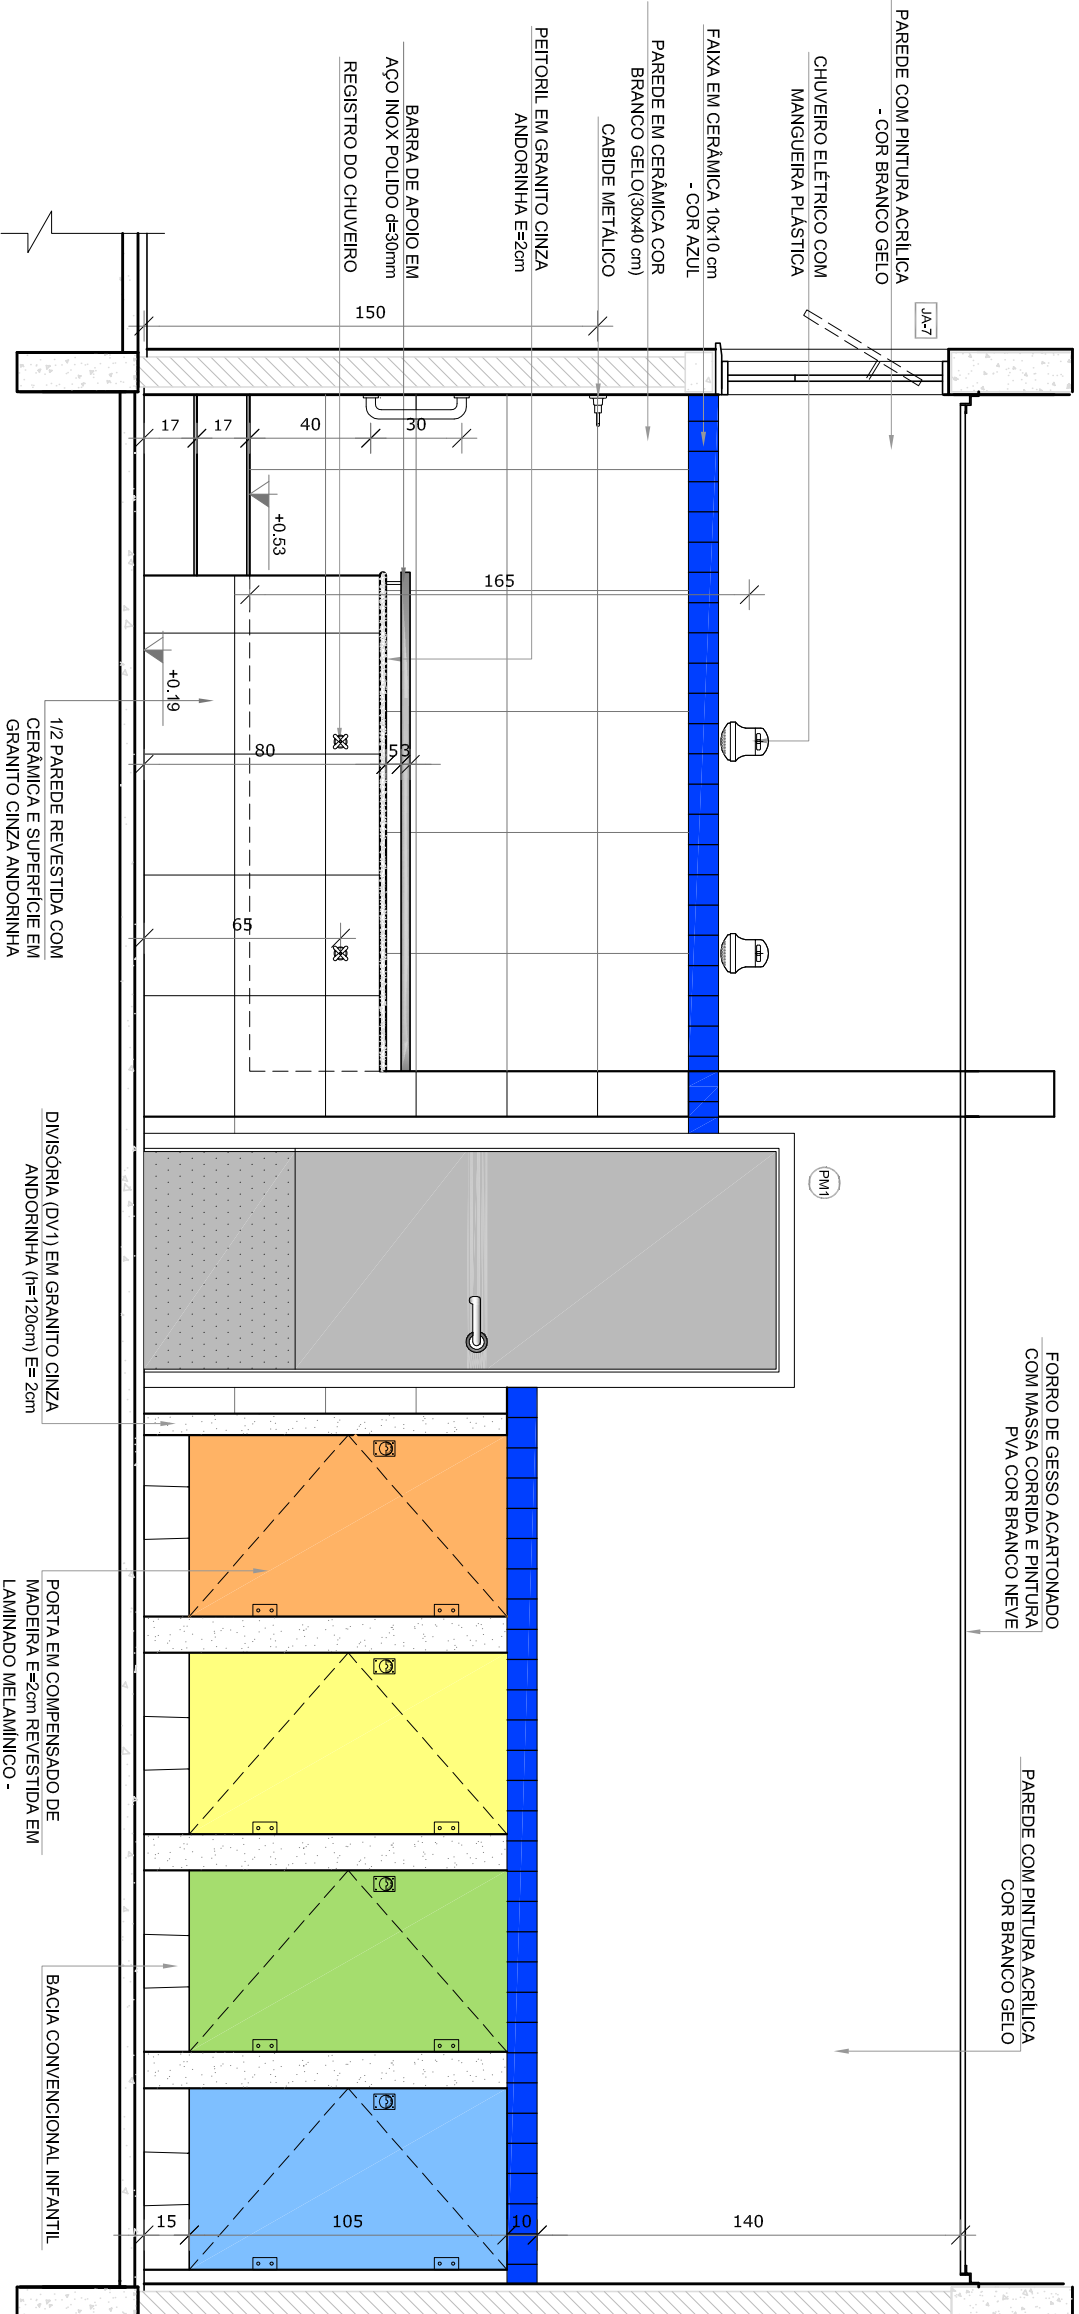 PAREDE COM PINTURA ACRÍLICA
- COR BRANCO GELO
CHUVEIRO ELÉTRICO COM
MANGUEIRA PLÁSTICA
FAIXA EM CERÂMICA 10x10 cm
- COR AZUL
PAREDE EM CERÂMICA COR
BRANCO GELO(30x40 cm)
CABIDE METÁLICO
PEITORIL EM GRANITO CINZA
ANDORINHA E=2cm
BARRA DE APOIO EM
AÇO INOX POLIDO d=30mm
REGISTRO DO CHUVEIRO
JA-7
150
17
17
40
30
+0.53
165
+0.19
80
5
3
65
PM1
FORRO DE GESSO ACARTONADO
COM MASSA CORRIDA E PINTURA
PVA COR BRANCO NEVE
PAREDE COM PINTURA ACRÍLICA
COR BRANCO GELO
15
105
10
140
1/2 PAREDE REVESTIDA COM
CERÂMICA E SUPERFÍCIE EM
GRANITO CINZA ANDORINHA
DIVISÓRIA (DV1) EM GRANITO CINZA
ANDORINHA (h=120cm) E= 2cm
PORTA EM COMPENSADO DE
MADEIRA E=2cm REVESTIDA EM
LAMINADO MELAMÍNICO -
BACIA CONVENCIONAL INFANTIL